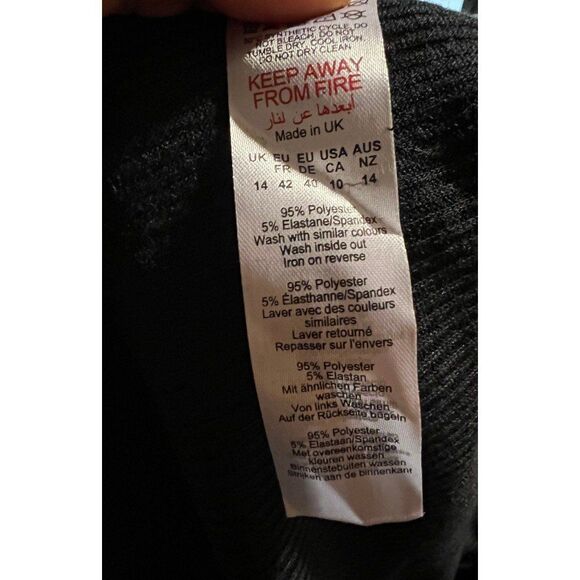 SYNTHETIC CYCLE, DO
NOT BLEACH, DO NOT
TUMBLE DRY, COOL IRON,
DO NOT DRY CLEAN
KEEP AWAY
FROM FIRE
أبعدها عن لنار
Made in UK
UK EU EU USA AUS
FR DE CA NZ
14 42 40 10 14
95% Polyester
5% Elastane/Spandex
Wash with similar colours
Wash inside out
Iron on reverse
95% Polyester
5% Élasthanne/Spandex
Laver avec des couleurs
similaires
Laver retourné
Repasser sur l'envers
95% Polyester
5% Elastan
Mit ähnlichen Farben
waschen
Von links Waschen
Auf der Rückseite bügeln
95% Polyester
5% Elastaan/Spandex
Met overeenkomstige
kleuren wassen
Binnenstebuiten wassen
Strijken aan de binnenkant